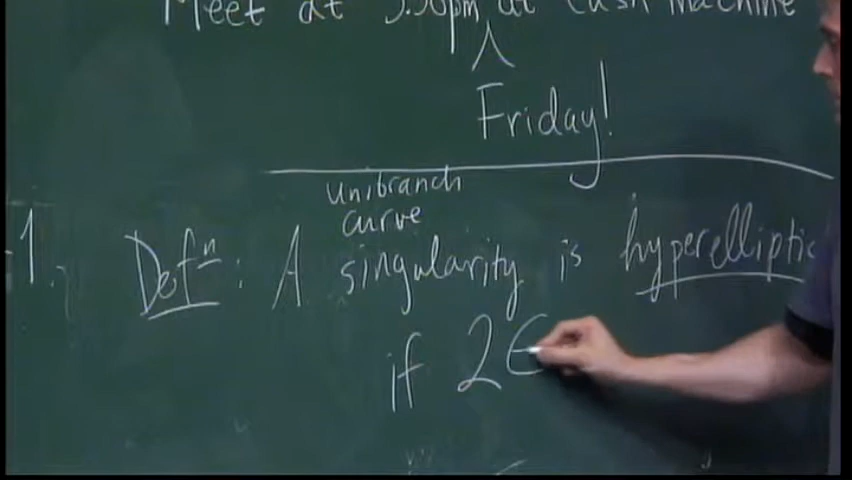 Meet at 5:30pm at cash machine
Friday!
unibranch
curve
-1.
Defⁿ: A singularity is hyperelliptic
if 2 ∈